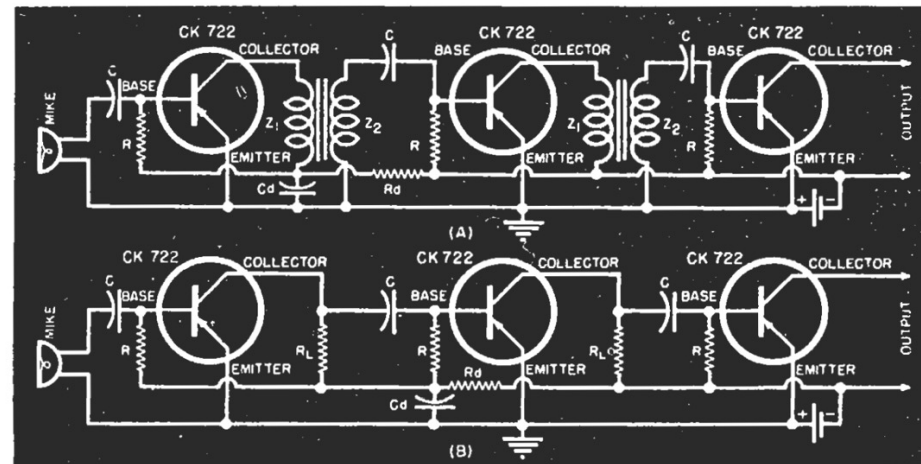 CK 722
COLLECTOR
C
BASE
MIKE
R
EMITTER
Z1
Z2
Cd
Rd
C
CK 722
BASE
COLLECTOR
R
EMITTER
Z1
Z2
C
CK 722
BASE
COLLECTOR
R
EMITTER
+ -
OUTPUT
(A)
CK 722
COLLECTOR
C
BASE
MIKE
R
EMITTER
RL
C
CK 722
BASE
COLLECTOR
R
Rd
Cd
EMITTER
RL
C
CK 722
BASE
COLLECTOR
R
EMITTER
+ -
OUTPUT
(B)